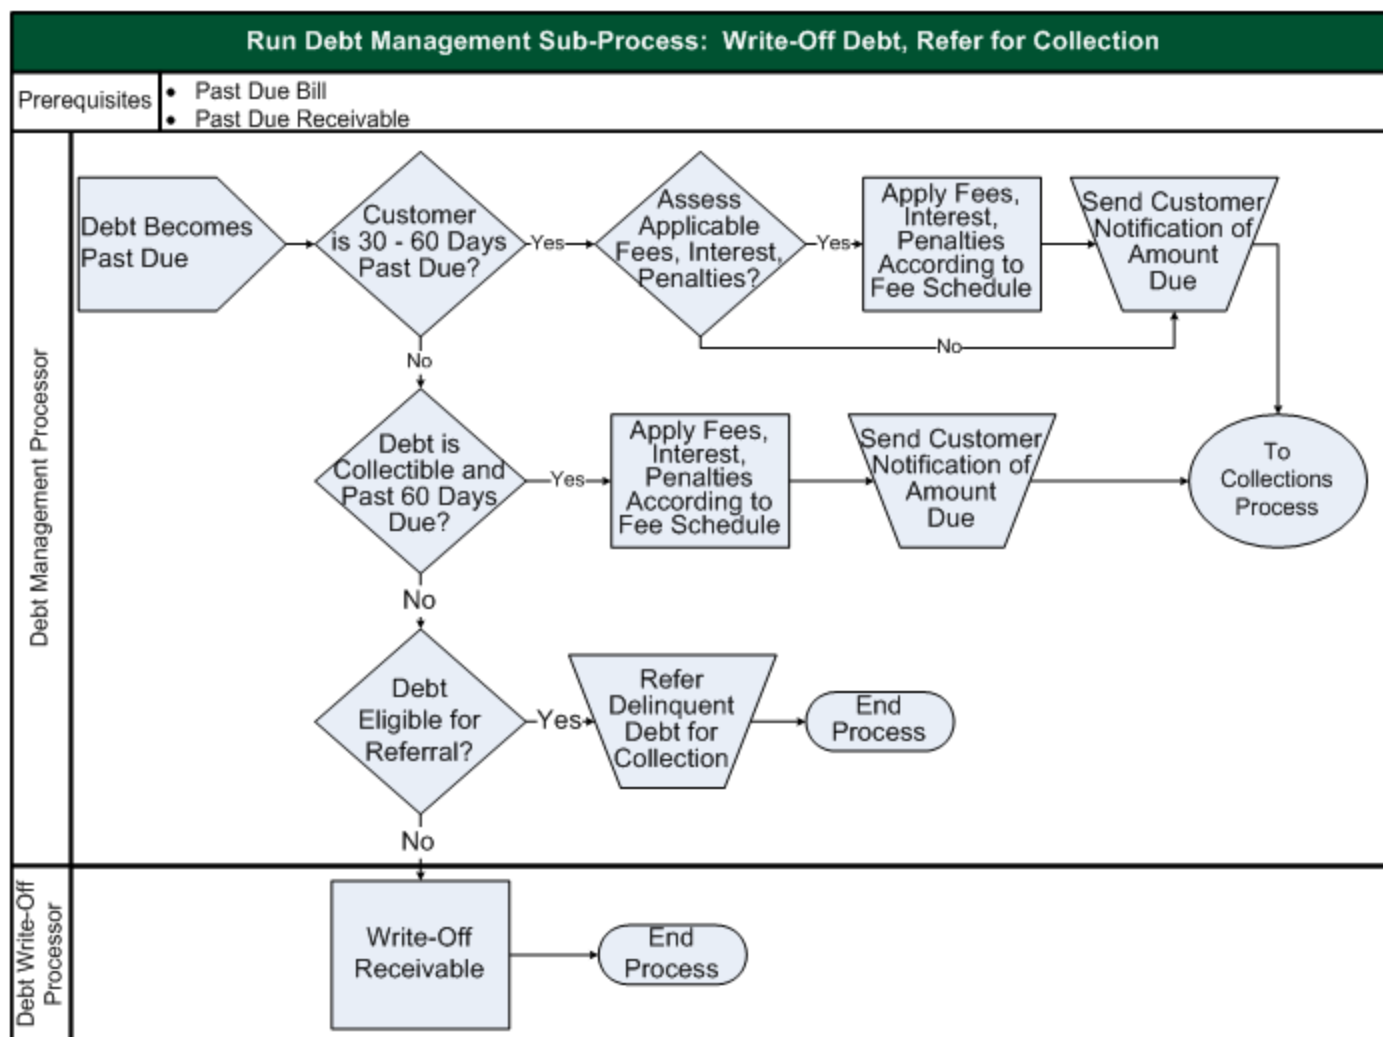 Run Debt Management Sub-Process:  Write-Off Debt, Refer for Collection
Prerequisites
• Past Due Bill
• Past Due Receivable
Debt Management Processor
Debt Becomes
Past Due
Customer
is 30 - 60 Days
Past Due?
Yes
Assess
Applicable
Fees, Interest,
Penalties?
Yes
Apply Fees,
Interest,
Penalties
According to
Fee Schedule
Send Customer
Notification of
Amount
Due
No
No
Debt is
Collectible and
Past 60 Days
Due?
Yes
Apply Fees,
Interest,
Penalties
According to
Fee Schedule
Send Customer
Notification of
Amount
Due
To
Collections
Process
No
Debt
Eligible for
Referral?
Yes
Refer
Delinquent
Debt for
Collection
End
Process
No
Debt Write-Off
Processor
Write-Off
Receivable
End
Process